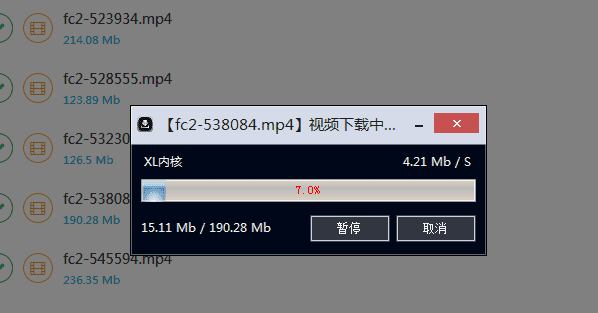 fc2-523934.mp4
214.08 Mb
fc2-528555.mp4
123.89 Mb
【fc2-538084.mp4】视频下载中...
fc2-53230
126.5 Mb
XL内核
4.21 Mb / S
7.0%
fc2-53808
190.28 Mb
15.11 Mb / 190.28 Mb
暂停
取消
fc2-545594.mp4
236.35 Mb